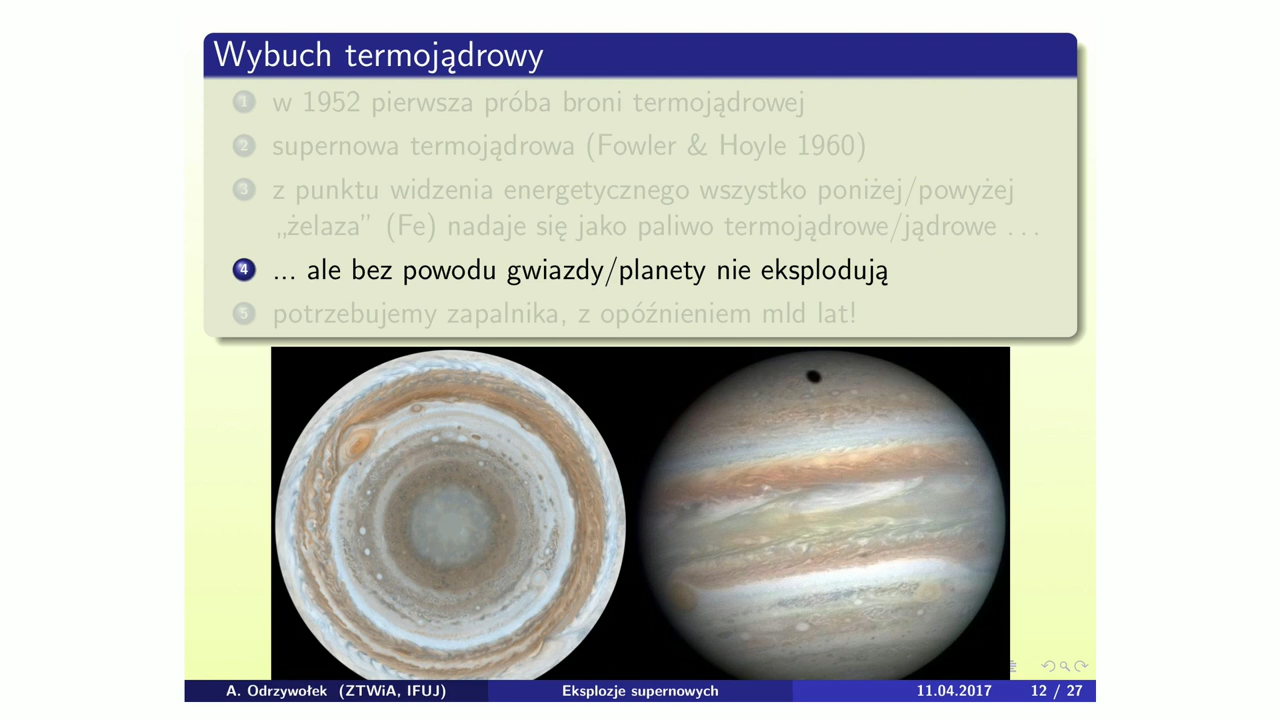 Wybuch termojądrowy
1 w 1952 pierwsza próba broni termojądrowej
2 supernowa termojądrowa (Fowler & Hoyle 1960)
3 z punktu widzenia energetycznego wszystko poniżej/powyżej
„żelaza” (Fe) nadaje się jako paliwo termojądrowe/jądrowe . . .
4 ... ale bez powodu gwiazdy/planety nie eksplodują
5 potrzebujemy zapalnika, z opóźnieniem mld lat!
A. Odrzywołek (ZTWiA, IFUJ) Eksplozje supernowych 11.04.2017 12 / 27